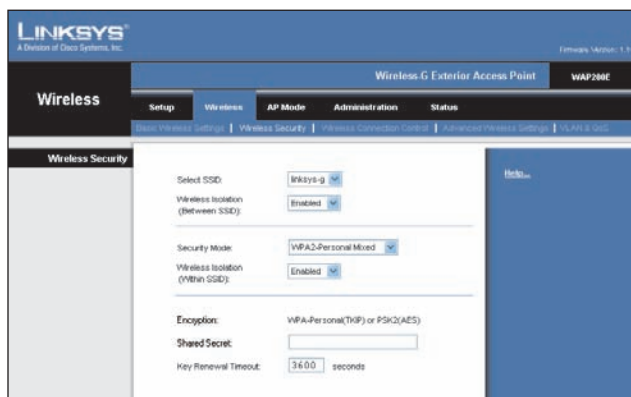 LINKSYS®
A Division of Cisco Systems, Inc.
Firmware Version: 1.
Wireless-G Exterior Access Point WAP200E
Wireless
Setup Wireless AP Mode Administration Status
Basic Wireless Settings | Wireless Security | Wireless Connection Control | Advanced Wireless Settings | VLAN & QoS
Wireless Security
Help...
Select SSID: linksys-g
Wireless Isolation
(Between SSID): Enabled
Security Mode: WPA2-Personal Mixed
Wireless Isolation
(Within SSID): Enabled
Encryption: WPA-Personal(TKIP) or PSK2(AES)
Shared Secret:
Key Renewal Timeout: 3600 seconds